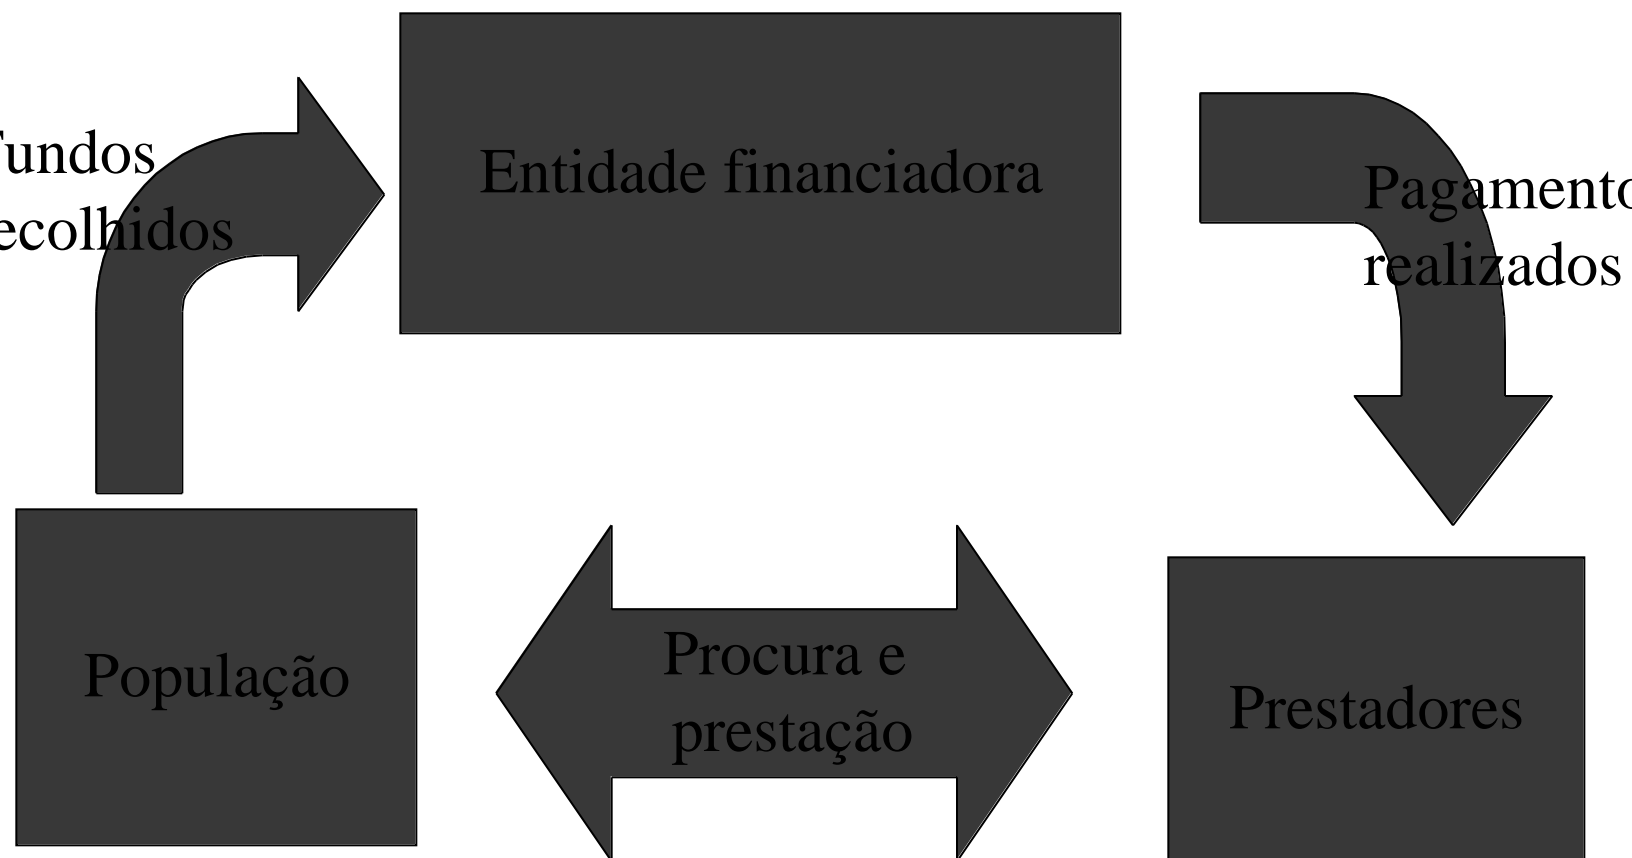 undos
ecolhidos
Entidade financiadora
Pagamento
realizados
População
Procura e
prestação
Prestadores